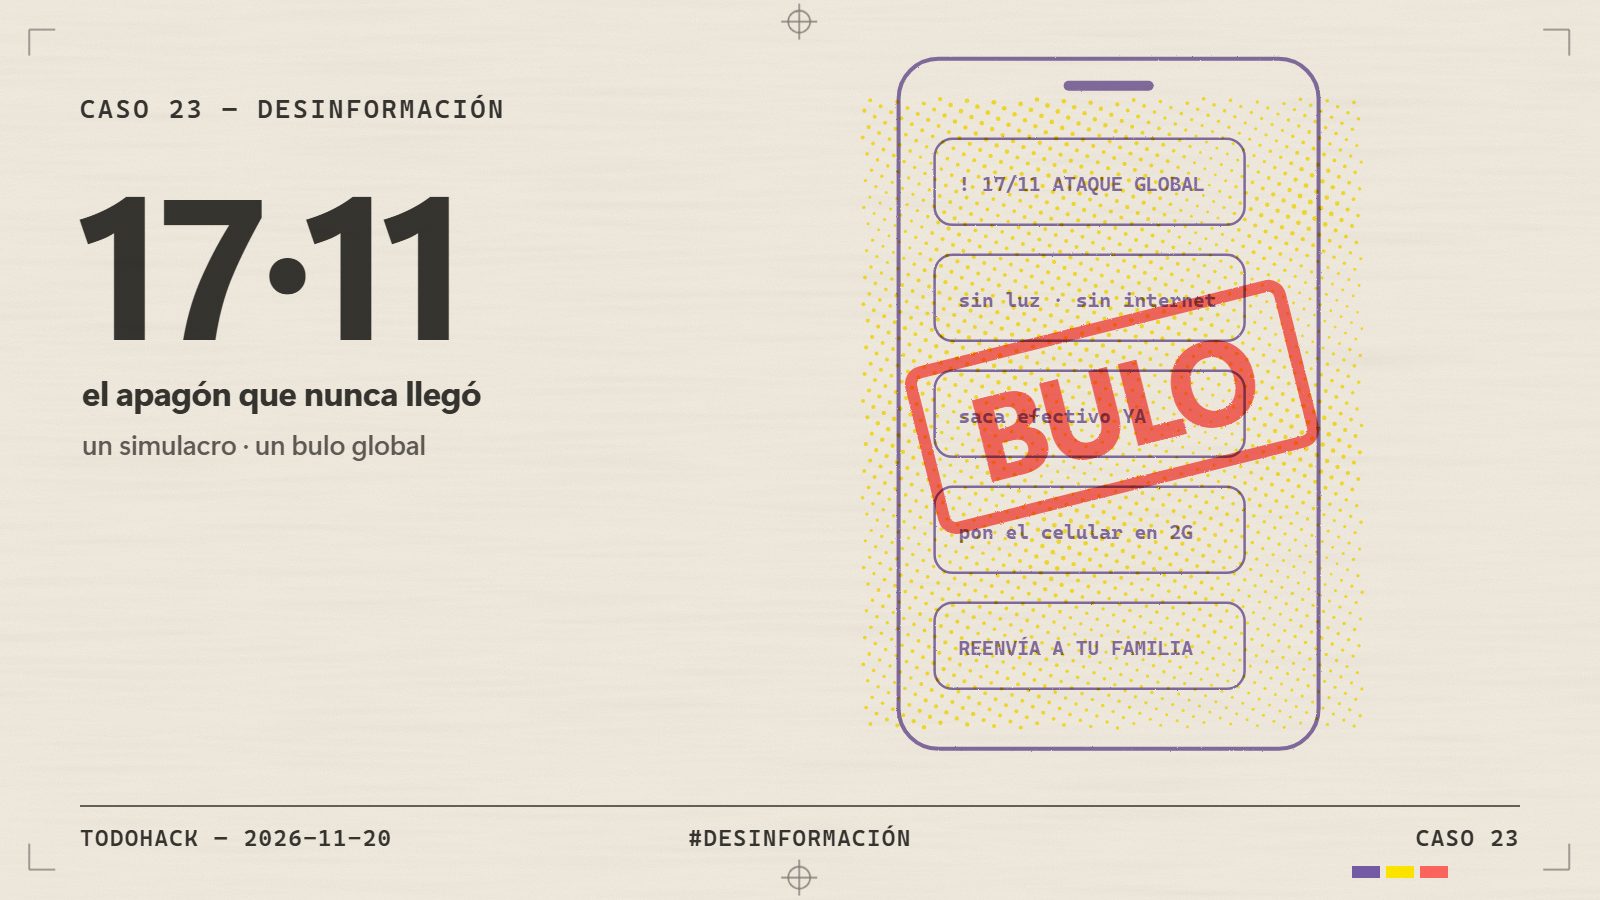 CASO 23 – DESINFORMACIÓN
17·11
el apagón que nunca llegó
un simulacro · un bulo global
! 17/11 ATAQUE GLOBAL
sin luz · sin internet
saca efectivo YA
BULO
pon el celular en 2G
REENVÍA A TU FAMILIA
TODOHACK – 2026-11-20
#DESINFORMACIÓN
CASO 23